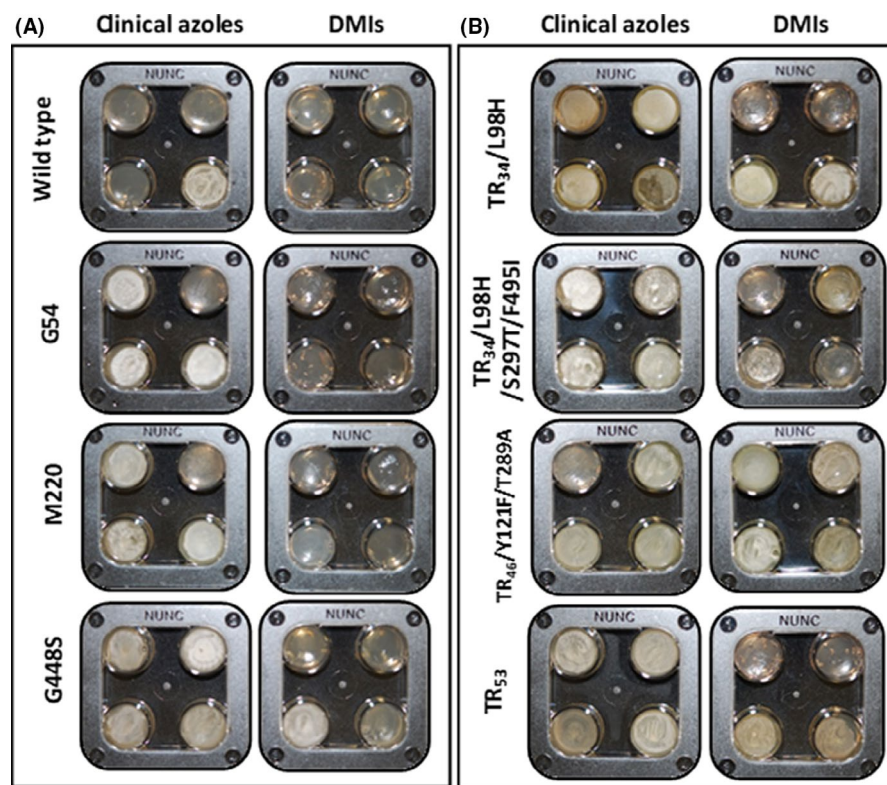 (A) Clinical azoles DMIs
Wild type
NUNC
NUNC
G54
NUNC
NUNC
M220
NUNC
NUNC
G448S
NUNC
NUNC
(B) Clinical azoles DMIs
TR34/L98H
NUNC
NUNC
TR34/L98H
/S297T/F495I
NUNC
NUNC
TR46/Y121F/T289A
NUNC
NUNC
TR53
NUNC
NUNC